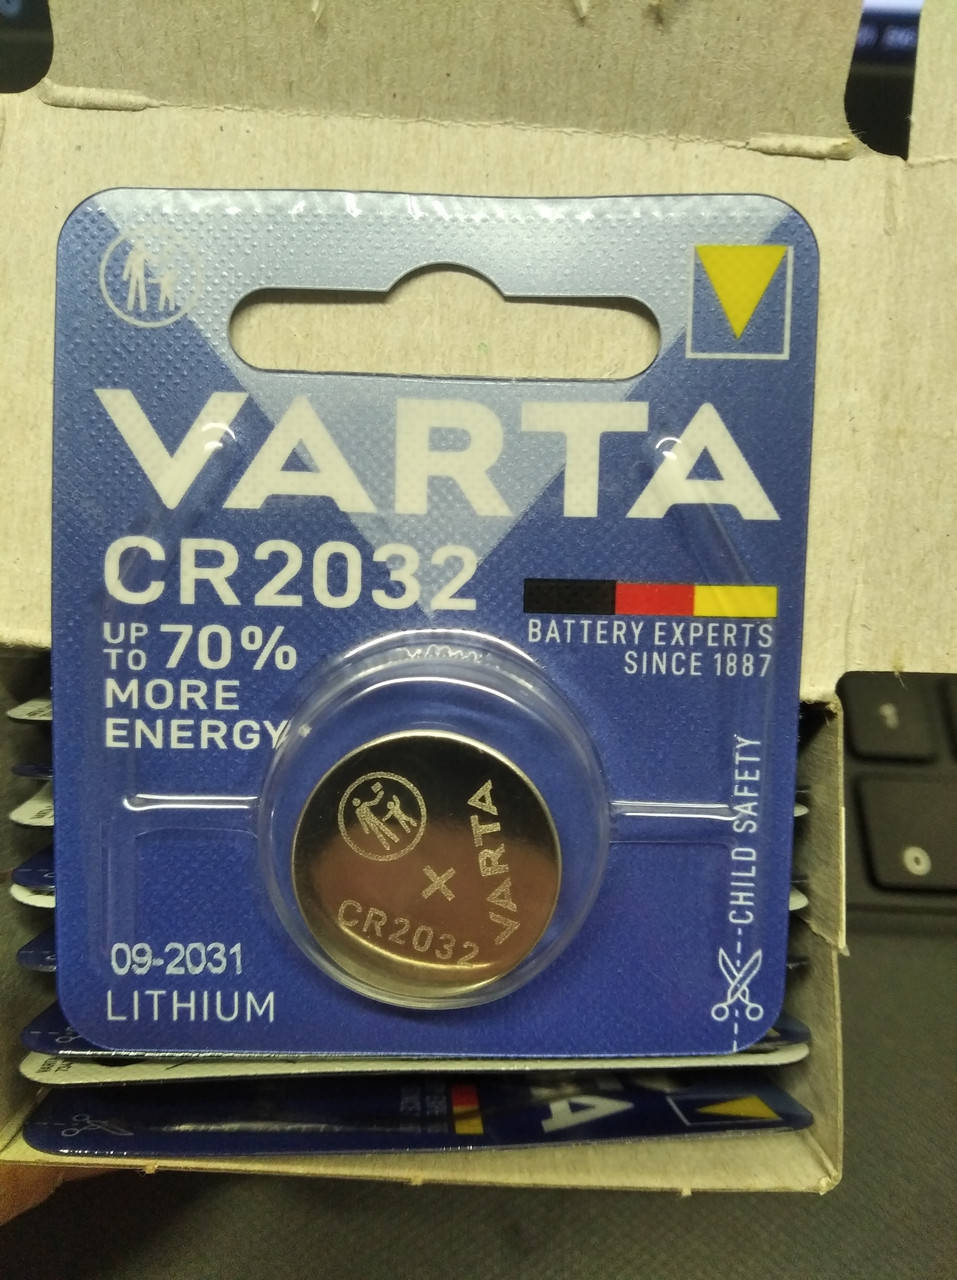 VARTA
CR2032
UP TO 70%
MORE
ENERGY
BATTERY EXPERTS
SINCE 1887
CHILD SAFETY
VARTA
+
CR2032
09-2031
LITHIUM